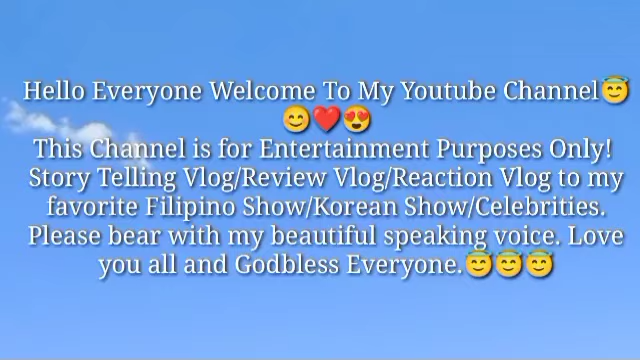 Hello Everyone Welcome To My Youtube Channel😇
😊❤️😍
This Channel is for Entertainment Purposes Only!
Story Telling Vlog/Review Vlog/Reaction Vlog to my
favorite Filipino Show/Korean Show/Celebrities.
Please bear with my beautiful speaking voice. Love
you all and Godbless Everyone.😇😇😇